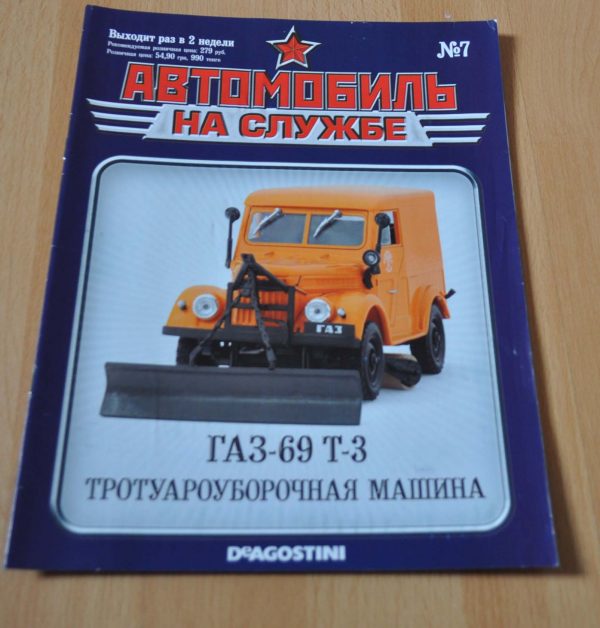 Выходит раз в 2 недели
Рекомендуемая розничная цена: 279 руб.
Розничная цена: 54,90 грн, 990 тенге
№7
АВТОМОБИЛЬ
НА СЛУЖБЕ
ГАЗ
ГАЗ-69 Т-3
ТРОТУАРОУБОРОЧНАЯ МАШИНА
DeAGOSTINI